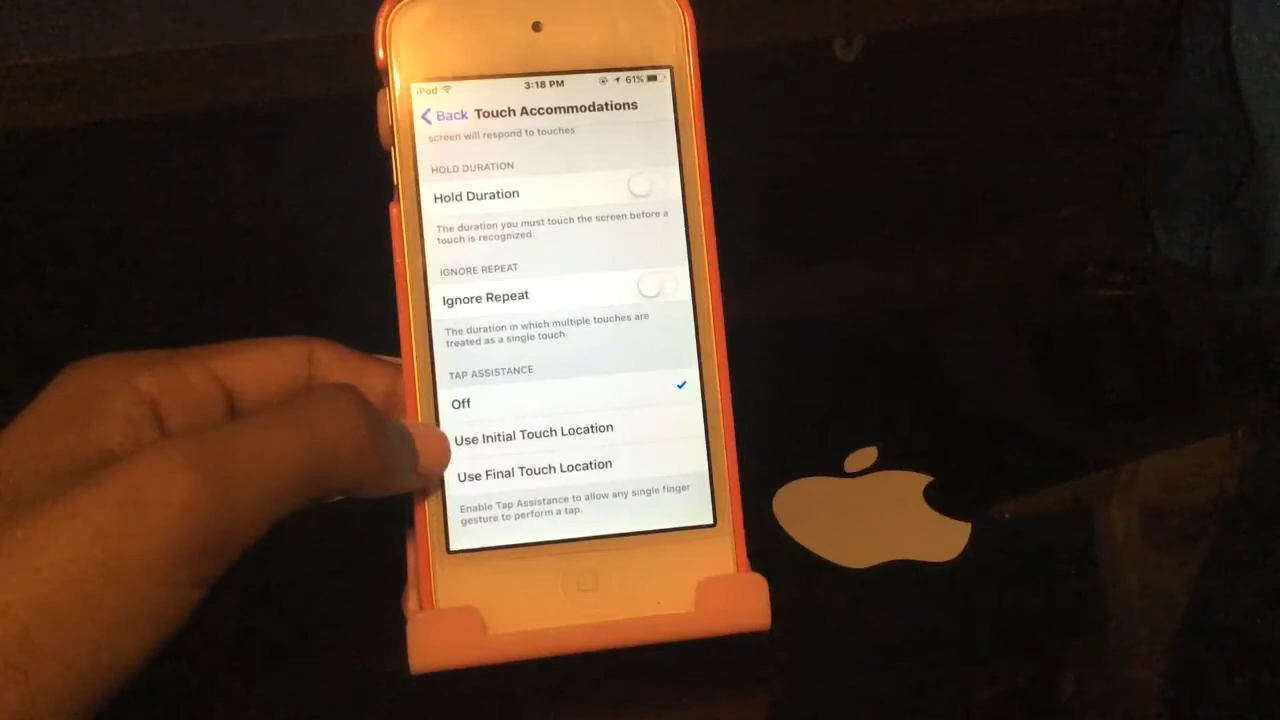 iPod 3:18 PM 61%
Back Touch Accommodations
screen will respond to touches
HOLD DURATION
Hold Duration
The duration you must touch the screen before a
touch is recognized.
IGNORE REPEAT
Ignore Repeat
The duration in which multiple touches are
treated as a single touch.
TAP ASSISTANCE
Off
Use Initial Touch Location
Use Final Touch Location
Enable Tap Assistance to allow any single finger
gesture to perform a tap.